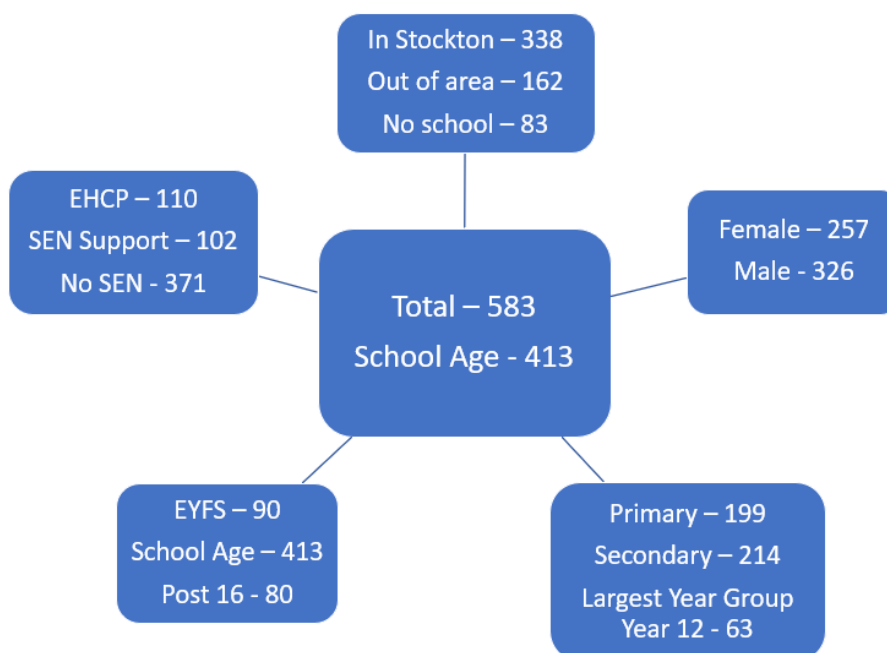 In Stockton – 338
Out of area – 162
No school – 83
EHCP – 110
SEN Support – 102
No SEN - 371
Female – 257
Male - 326
Total – 583
School Age - 413
EYFS – 90
School Age – 413
Post 16 - 80
Primary – 199
Secondary – 214
Largest Year Group
Year 12 - 63